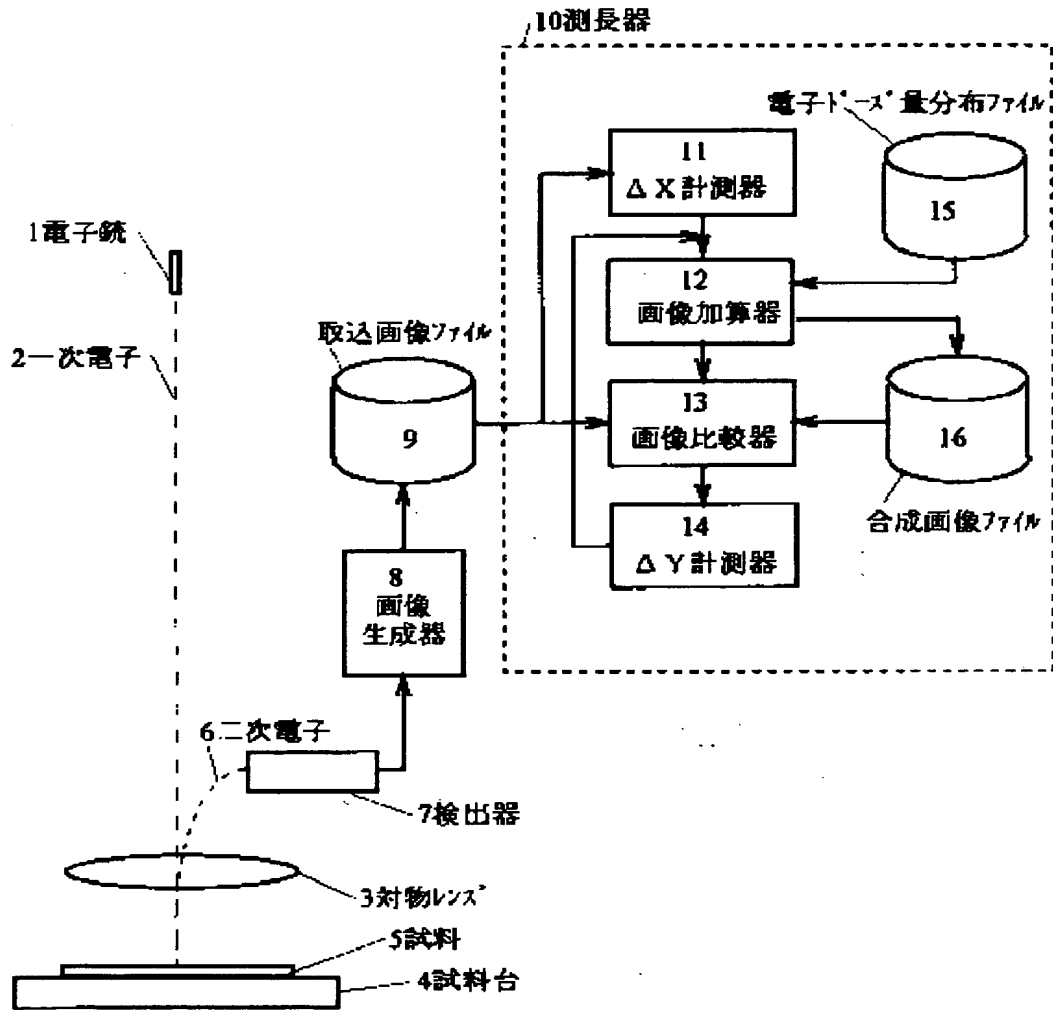 10測長器
電子ドーズ量分布ファイル
11
ΔX計測器
15
1電子銃
12
画像加算器
取込画像ファイル
2一次電子
13
画像比較器
9
16
合成画像ファイル
14
ΔY計測器
8
画像
生成器
6二次電子
7検出器
3対物レンズ
5試料
4試料台